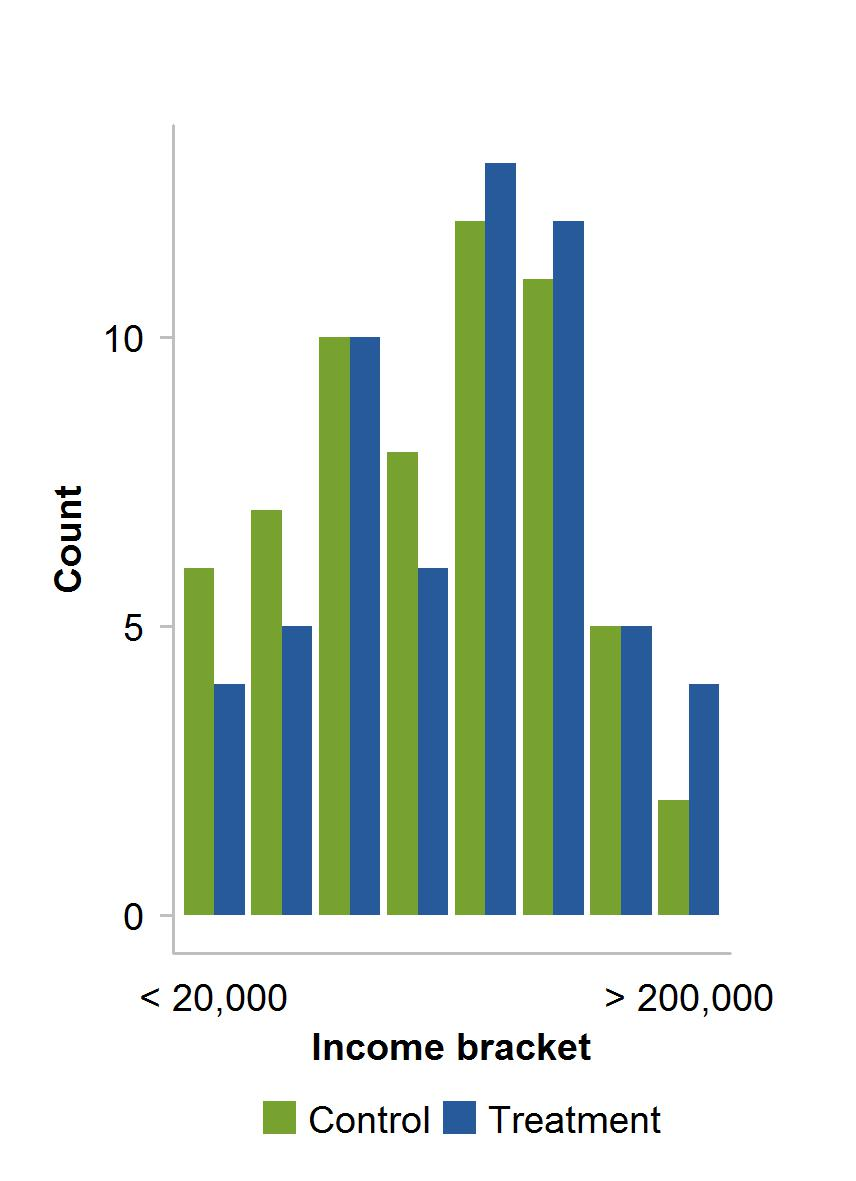 10
5
0
Count
< 20,000 > 200,000
Income bracket
Control Treatment